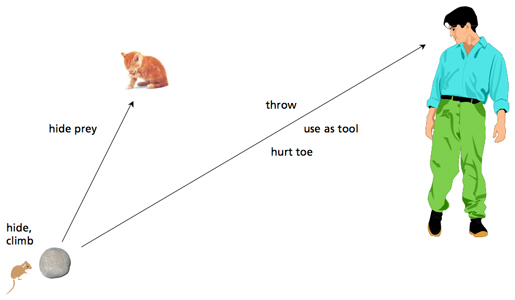 throw
hide prey
use as tool
hurt toe
hide,
climb